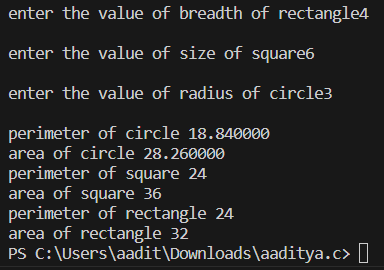 enter the value of breadth of rectangle4
enter the value of size of square6
enter the value of radius of circle3
perimeter of circle 18.840000
area of circle 28.260000
perimeter of square 24
area of square 36
perimeter of rectangle 24
area of rectangle 32
PS C:\Users\aadit\Downloads\aaditya.c>